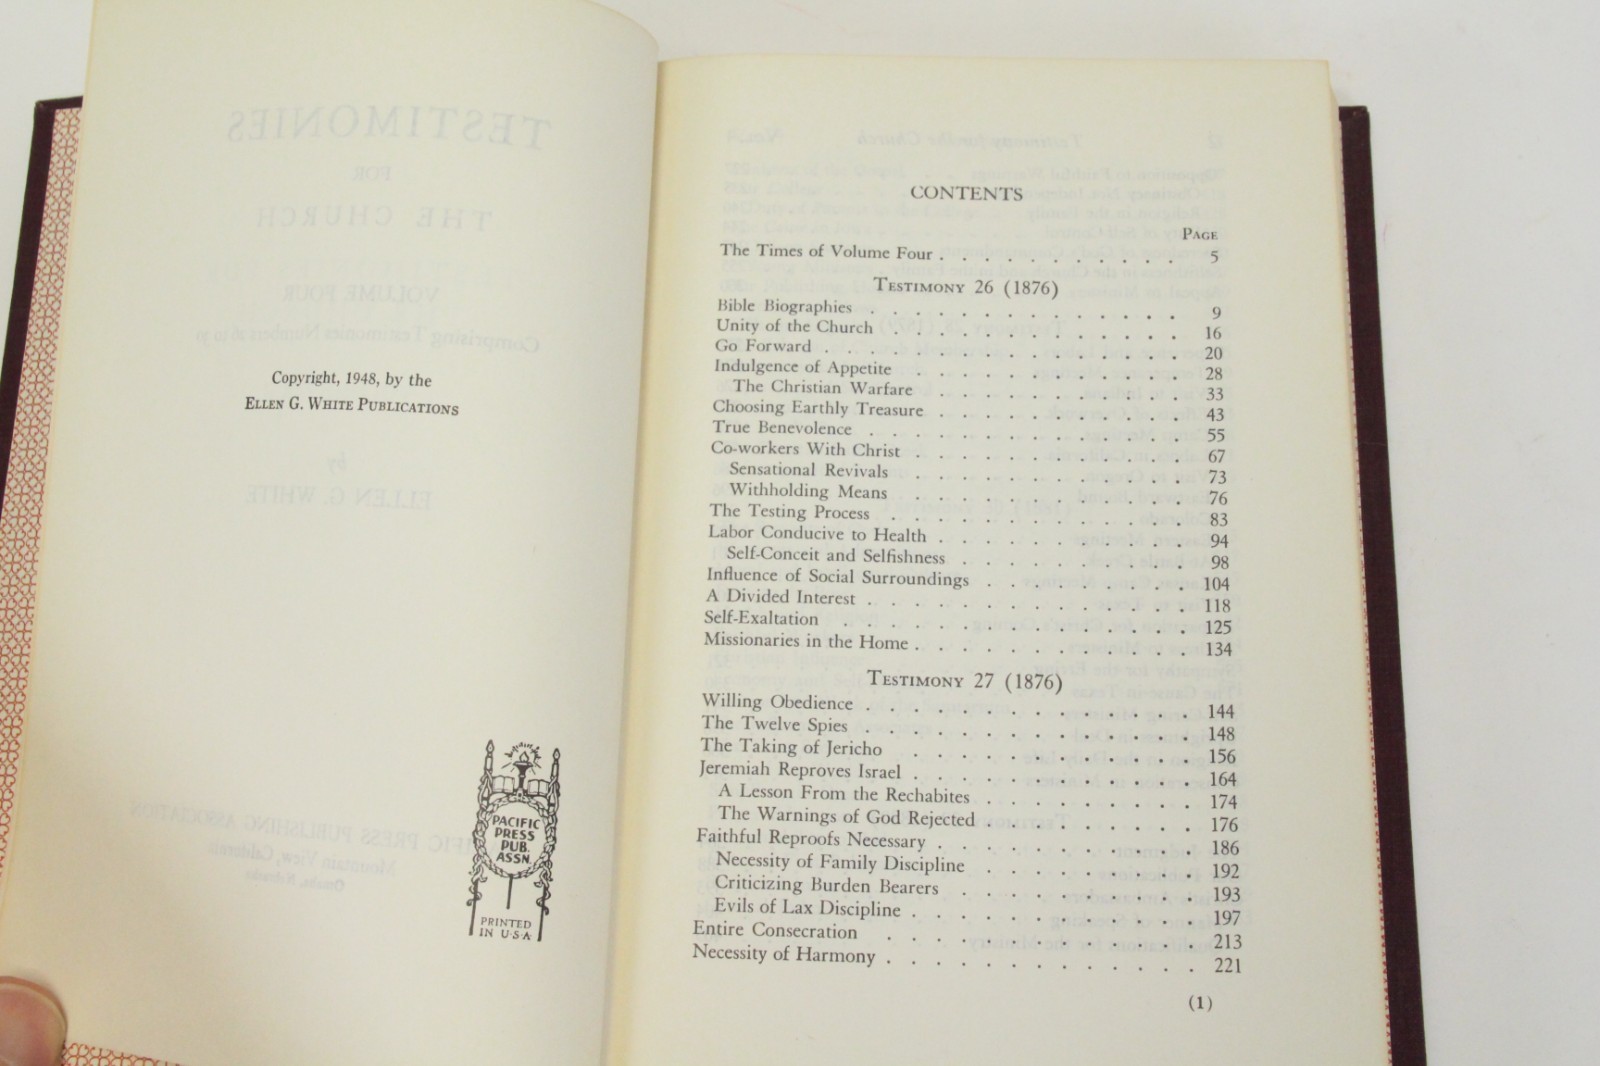 Copyright, 1948, by the
ELLEN G. WHITE PUBLICATIONS
PACIFIC
PRESS
PUB.
ASSN.
PRINTED
IN U·S·A·
CONTENTS
PAGE
The Times of Volume Four . . . . . . . . . . . . 5
TESTIMONY 26 (1876)
Bible Biographies . . . . . . . . . . . . . . 9
Unity of the Church . . . . . . . . . . . . . 16
Go Forward . . . . . . . . . . . . . . . . 20
Indulgence of Appetite . . . . . . . . . . . . 28
The Christian Warfare . . . . . . . . . . . . 33
Choosing Earthly Treasure . . . . . . . . . . . 43
True Benevolence . . . . . . . . . . . . . . 55
Co-workers With Christ . . . . . . . . . . . . 67
Sensational Revivals . . . . . . . . . . . . 73
Withholding Means . . . . . . . . . . . . 76
The Testing Process . . . . . . . . . . . . . 83
Labor Conducive to Health . . . . . . . . . . . 94
Self-Conceit and Selfishness . . . . . . . . . . 98
Influence of Social Surroundings . . . . . . . . . 104
A Divided Interest . . . . . . . . . . . . . . 118
Self-Exaltation . . . . . . . . . . . . . . . 125
Missionaries in the Home . . . . . . . . . . . . 134
TESTIMONY 27 (1876)
Willing Obedience . . . . . . . . . . . . . . 144
The Twelve Spies . . . . . . . . . . . . . . 148
The Taking of Jericho . . . . . . . . . . . . 156
Jeremiah Reproves Israel . . . . . . . . . . . . 164
A Lesson From the Rechabites . . . . . . . . . 174
The Warnings of God Rejected . . . . . . . . . 176
Faithful Reproofs Necessary . . . . . . . . . . . 186
Necessity of Family Discipline . . . . . . . . . 192
Criticizing Burden Bearers . . . . . . . . . . 193
Evils of Lax Discipline . . . . . . . . . . . . 197
Entire Consecration . . . . . . . . . . . . . 213
Necessity of Harmony . . . . . . . . . . . . . 221
(1)